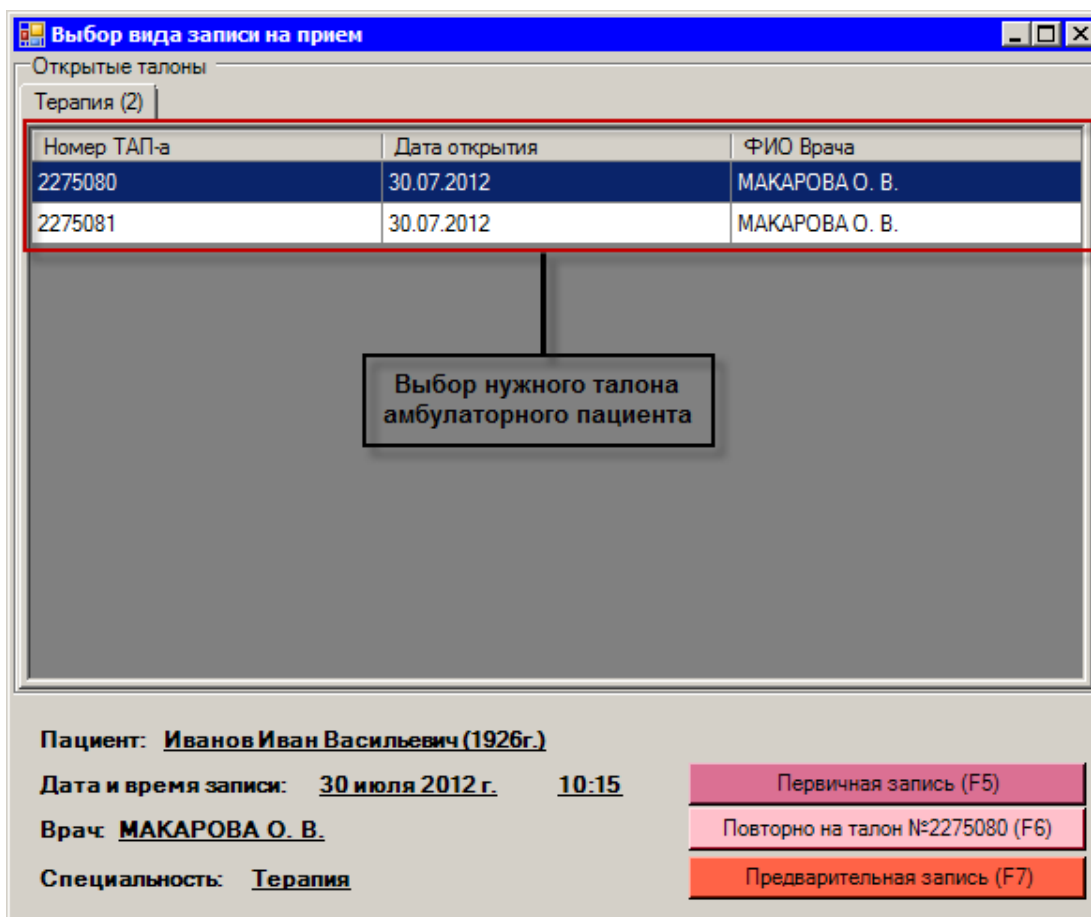 Выбор вида записи на прием
Открытые талоны
Терапия (2)
Номер ТАП-а Дата открытия ФИО Врача
2275080 30.07.2012 МАКАРОВА О. В.
2275081 30.07.2012 МАКАРОВА О. В.
Выбор нужного талона
амбулаторного пациента
Пациент: Иванов Иван Васильевич (1926г.)
Дата и время записи: 30 июля 2012 г. 10:15
Первичная запись (F5)
Врач: МАКАРОВА О. В.
Повторно на талон №2275080 (F6)
Специальность: Терапия
Предварительная запись (F7)